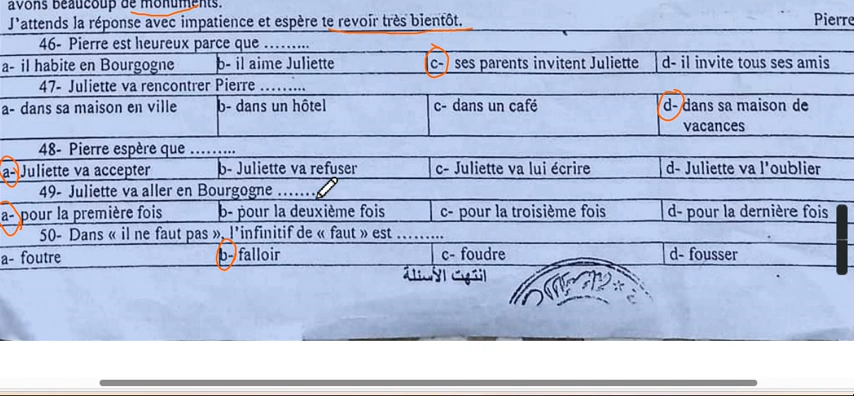 avons beaucoup de monuments.
J'attends la réponse avec impatience et espère te revoir très bientôt.
Pierre
46- Pierre est heureux parce que .........
a- il habite en Bourgogne b- il aime Juliette c- ses parents invitent Juliette d- il invite tous ses amis
47- Juliette va rencontrer Pierre .........
a- dans sa maison en ville b- dans un hôtel c- dans un café d- dans sa maison de
vacances
48- Pierre espère que .........
a- Juliette va accepter b- Juliette va refuser c- Juliette va lui écrire d- Juliette va l'oublier
49- Juliette va aller en Bourgogne .......
a- pour la première fois b- pour la deuxième fois c- pour la troisième fois d- pour la dernière fois
50- Dans « il ne faut pas », l'infinitif de « faut » est .........
a- foutre b- falloir c- foudre d- fousser
انتهت الأسئلة